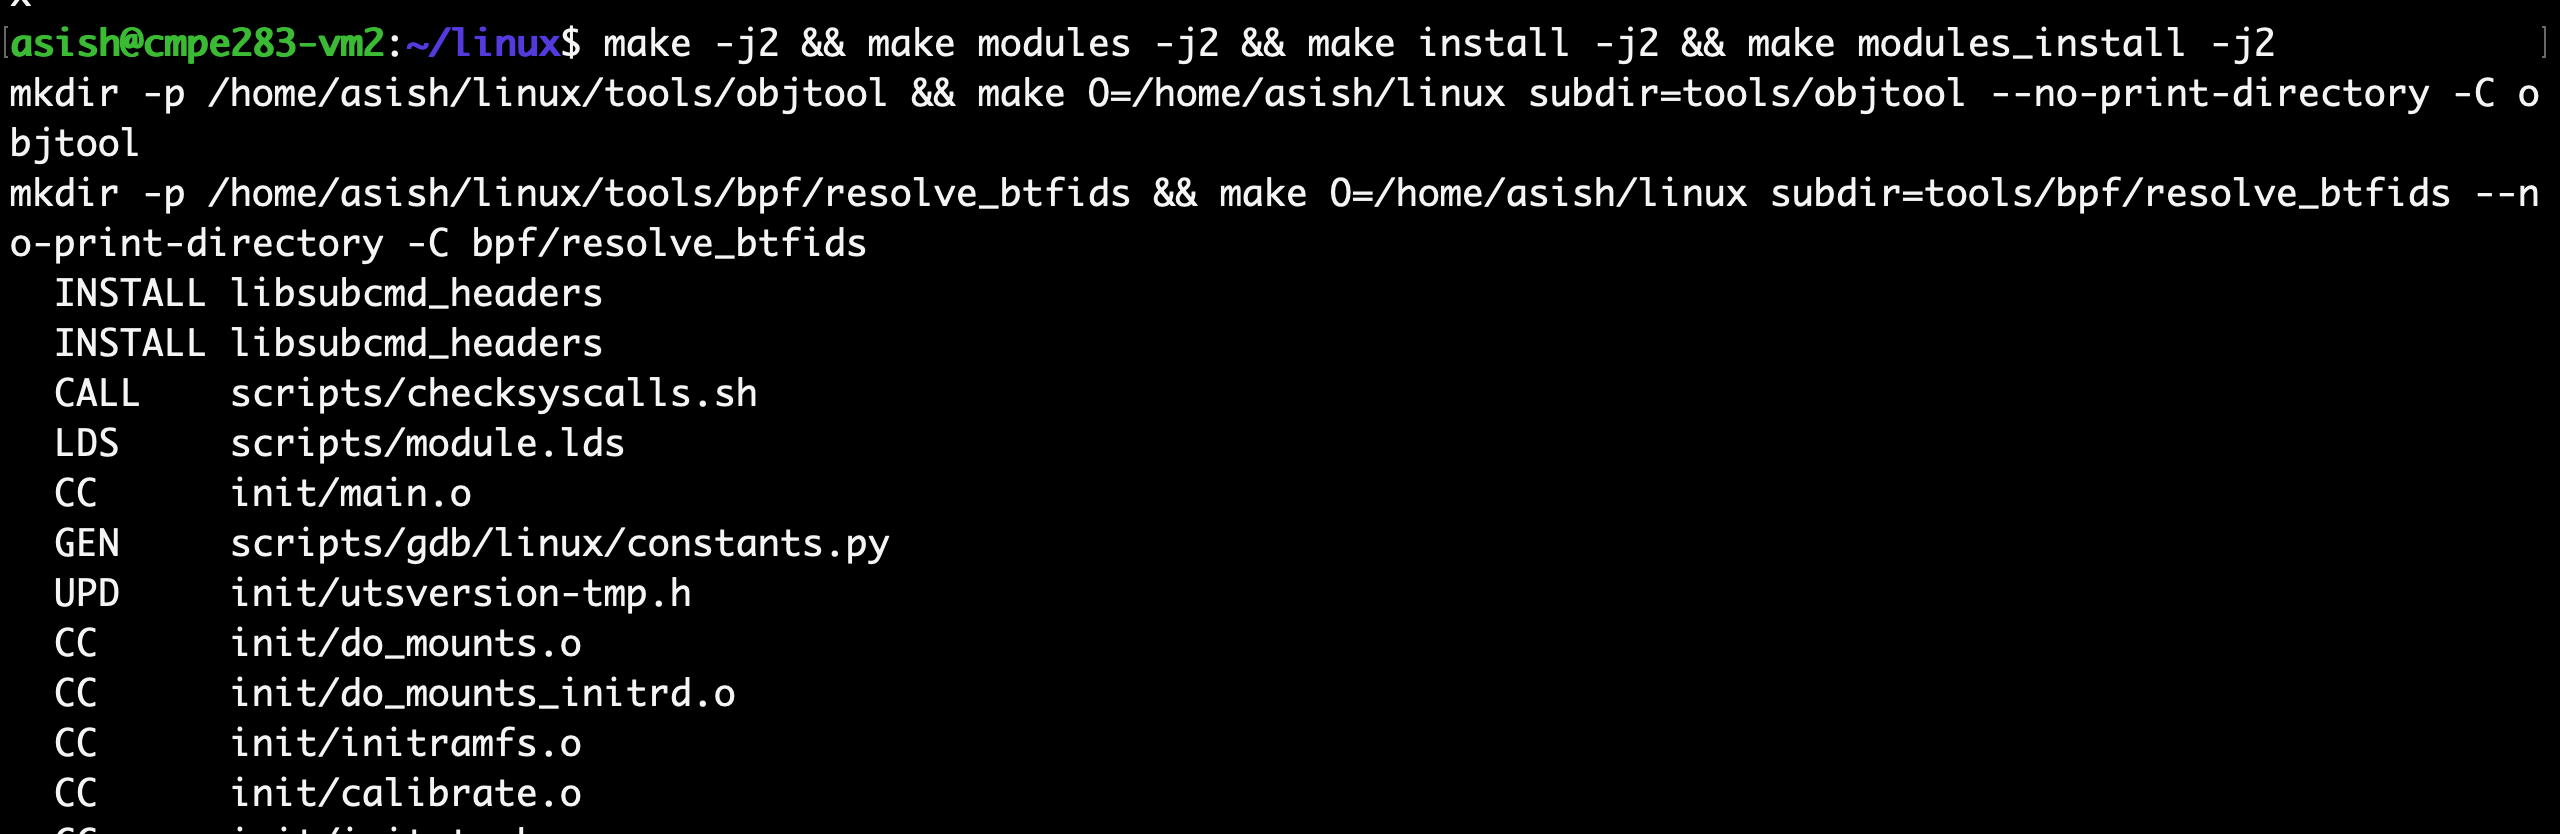 asish@cmpe283-vm2:~/linux$ make -j2 && make modules -j2 && make install -j2 && make modules_install -j2
mkdir -p /home/asish/linux/tools/objtool && make O=/home/asish/linux subdir=tools/objtool --no-print-directory -C o
bjtool
mkdir -p /home/asish/linux/tools/bpf/resolve_btfids && make O=/home/asish/linux subdir=tools/bpf/resolve_btfids --n
o-print-directory -C bpf/resolve_btfids
  INSTALL libsubcmd_headers
  INSTALL libsubcmd_headers
  CALL    scripts/checksyscalls.sh
  LDS     scripts/module.lds
  CC      init/main.o
  GEN     scripts/gdb/linux/constants.py
  UPD     init/utsversion-tmp.h
  CC      init/do_mounts.o
  CC      init/do_mounts_initrd.o
  CC      init/initramfs.o
  CC      init/calibrate.o